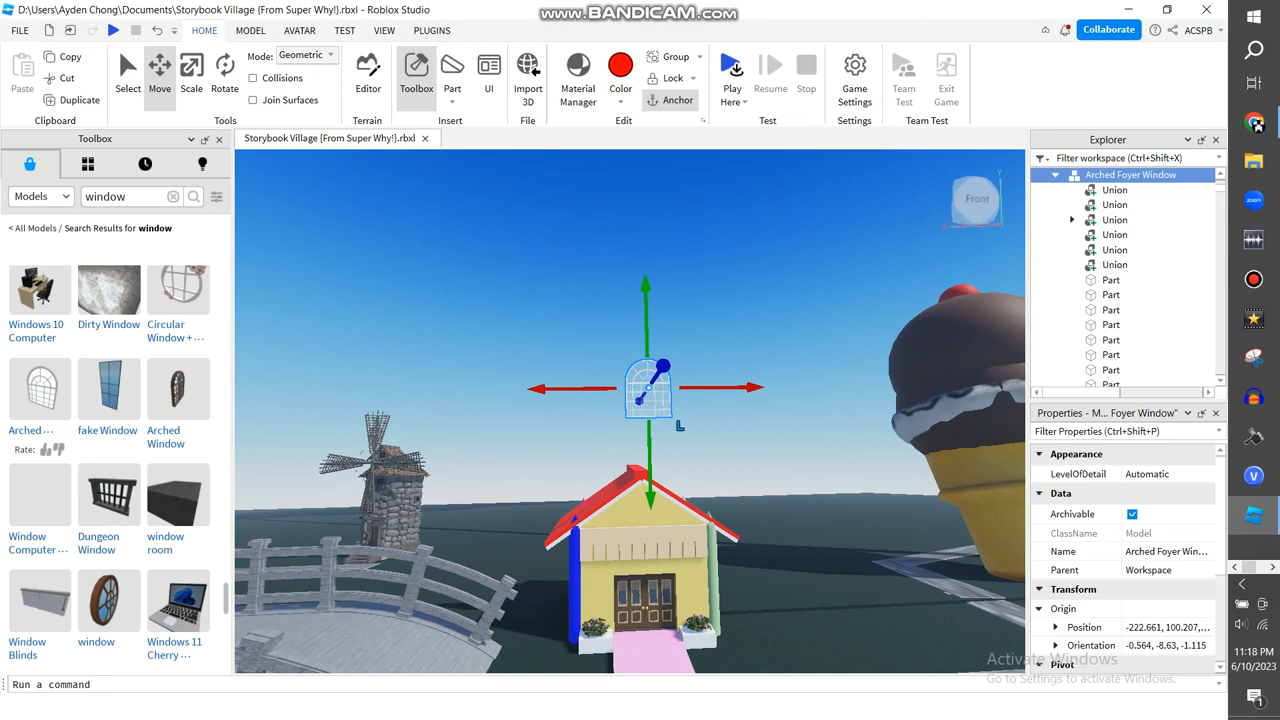 D:\Users\Ayden Chong\Documents\Storybook Village {From Super Why!}.rbxl - Roblox Studio
www.BANDICAM.com
FILE HOME MODEL AVATAR TEST VIEW PLUGINS Collaborate ACSPB
Copy Mode: Geometric Group
Cut Collisions Lock
Paste Duplicate Select Move Scale Rotate Join Surfaces Editor Toolbox Part UI Import 3D Material Manager Color Anchor Play Here Resume Stop Game Settings Team Test Exit Game
Clipboard Tools Terrain Insert File Edit Test Settings Team Test
Toolbox
Storybook Village {From Super Why!}.rbxl
Explorer
Filter workspace (Ctrl+Shift+X)
Models window
< All Models / Search Results for window
Windows 10 Computer
Dirty Window
Circular Window + ...
Arched ...
fake Window
Arched Window
Rate:
Window Computer ...
Dungeon Window
window room
Window Blinds
window
Windows 11 Cherry ...
Front
Y
L
Arched Foyer Window
Union
Union
Union
Union
Union
Union
Part
Part
Part
Part
Part
Part
Part
Part
Properties - M... Foyer Window"
Filter Properties (Ctrl+Shift+P)
Appearance
LevelOfDetail Automatic
Data
Archivable
ClassName Model
Name Arched Foyer Win...
Parent Workspace
Transform
Origin
Position -222.661, 100.207,...
Orientation -0.564, -8.63, -1.115
Pivot
Activate Windows
Go to Settings to activate Windows.
Run a command
zoom
V
11:18 PM
6/10/2023
1